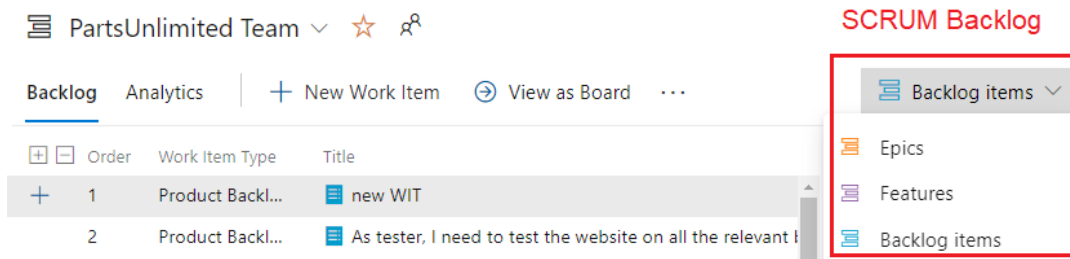 PartsUnlimited Team
SCRUM Backlog
Backlog Analytics New Work Item View as Board ...
Backlog items
Order Work Item Type Title
Epics
1 Product Backl... new WIT
Features
2 Product Backl... As tester, I need to test the website on all the relevant
Backlog items